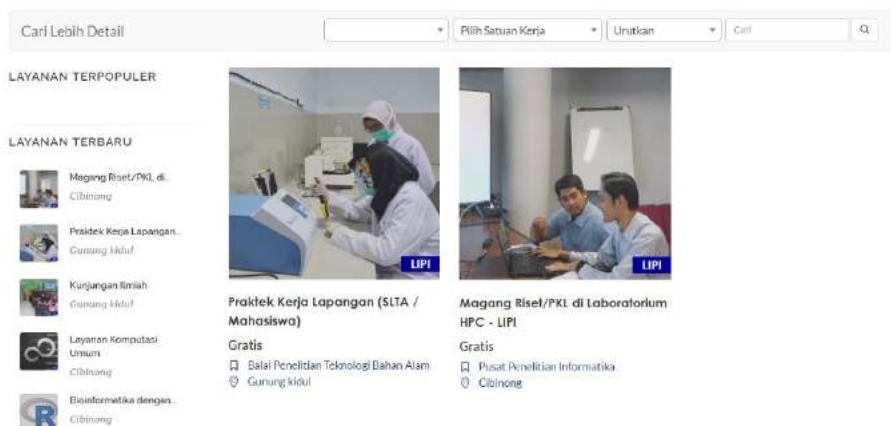 Cari Lebih Detail
Pilih Satuan Kerja
Urutkan
Cari
LAYANAN TERPOPULER
LAYANAN TERBARU
Magang Riset/PKL di..
Cibinong
Praktek Kerja Lapangan..
Gunung kidul
Kunjungan Ilmiah
Gunung kidul
Layanan Komputasi
Umum
Cibinong
R
Bioinformatika dengan..
Cibinong
LIPI
Praktek Kerja Lapangan (SLTA /
Mahasiswa)
Gratis
Balai Penelitian Teknologi Bahan Alam
Gunung kidul
LIPI
Magang Riset/PKL di Laboratorium
HPC - LIPI
Gratis
Pusat Penelitian Informatika
Cibinong